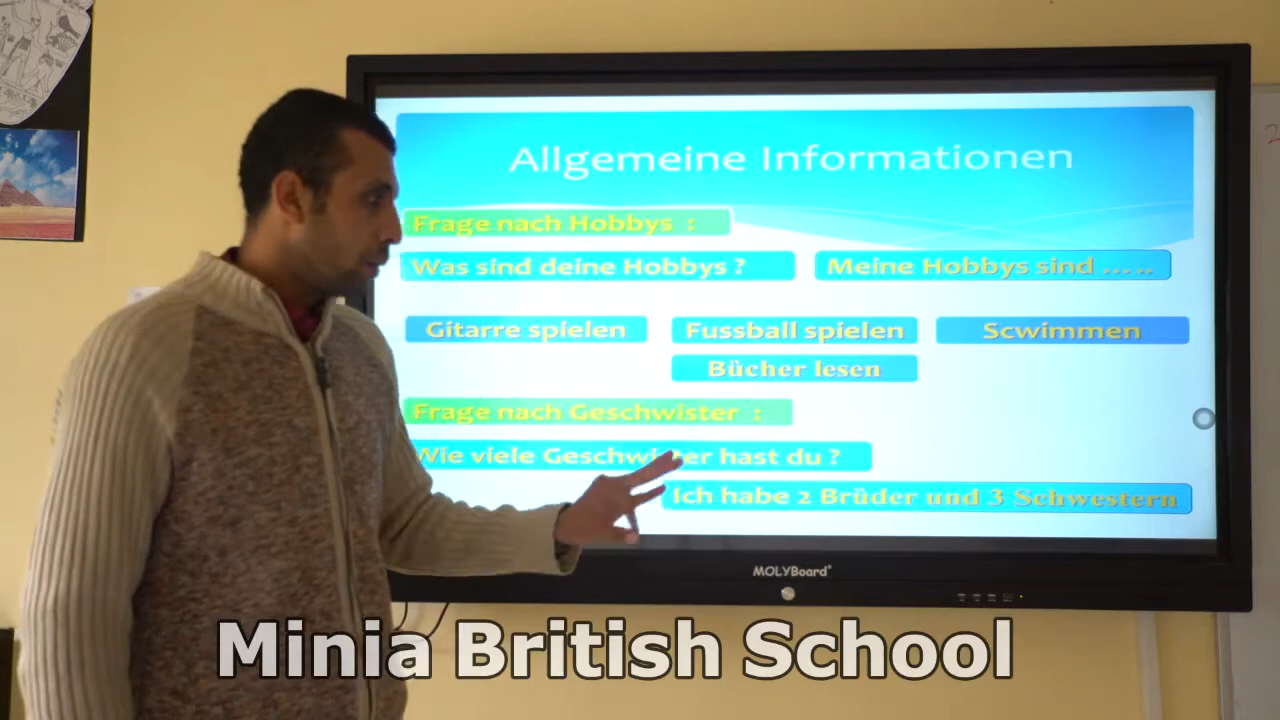 Allgemeine Informationen
Frage nach Hobbys :
Was sind deine Hobbys ?
Meine Hobbys sind .....
Gitarre spielen
Fussball spielen
Scwimmen
Bücher lesen
Frage nach Geschwister :
Wie viele Geschwister hast du ?
Ich habe 2 Brüder und 3 Schwestern
MOLYBoard
Minia British School